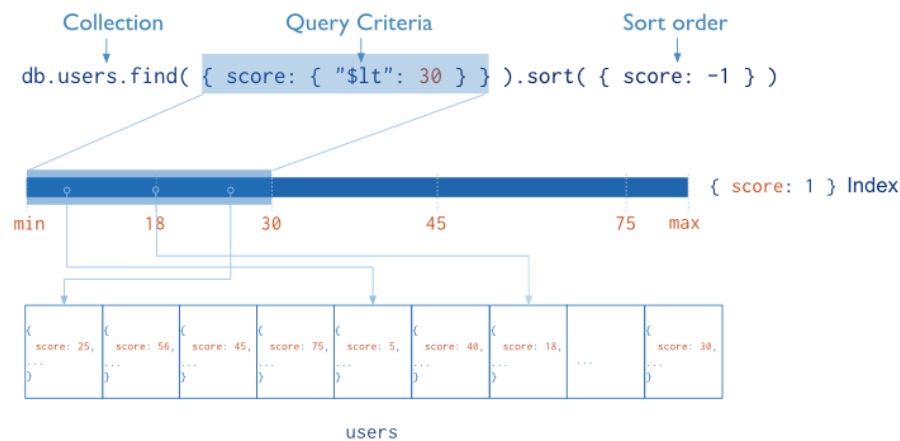 Collection Query Criteria Sort order
db.users.find( { score: { "$lt": 30 } } ).sort( { score: -1 } )
{ score: 1 } Index
min 18 30 45 75 max
{ { { { { { { {
score: 25, score: 56, score: 45, score: 75, score: 5, score: 40, score: 18, score: 30,
... ... ... ... ... ... ... ... ...
} } } } } } } }
users